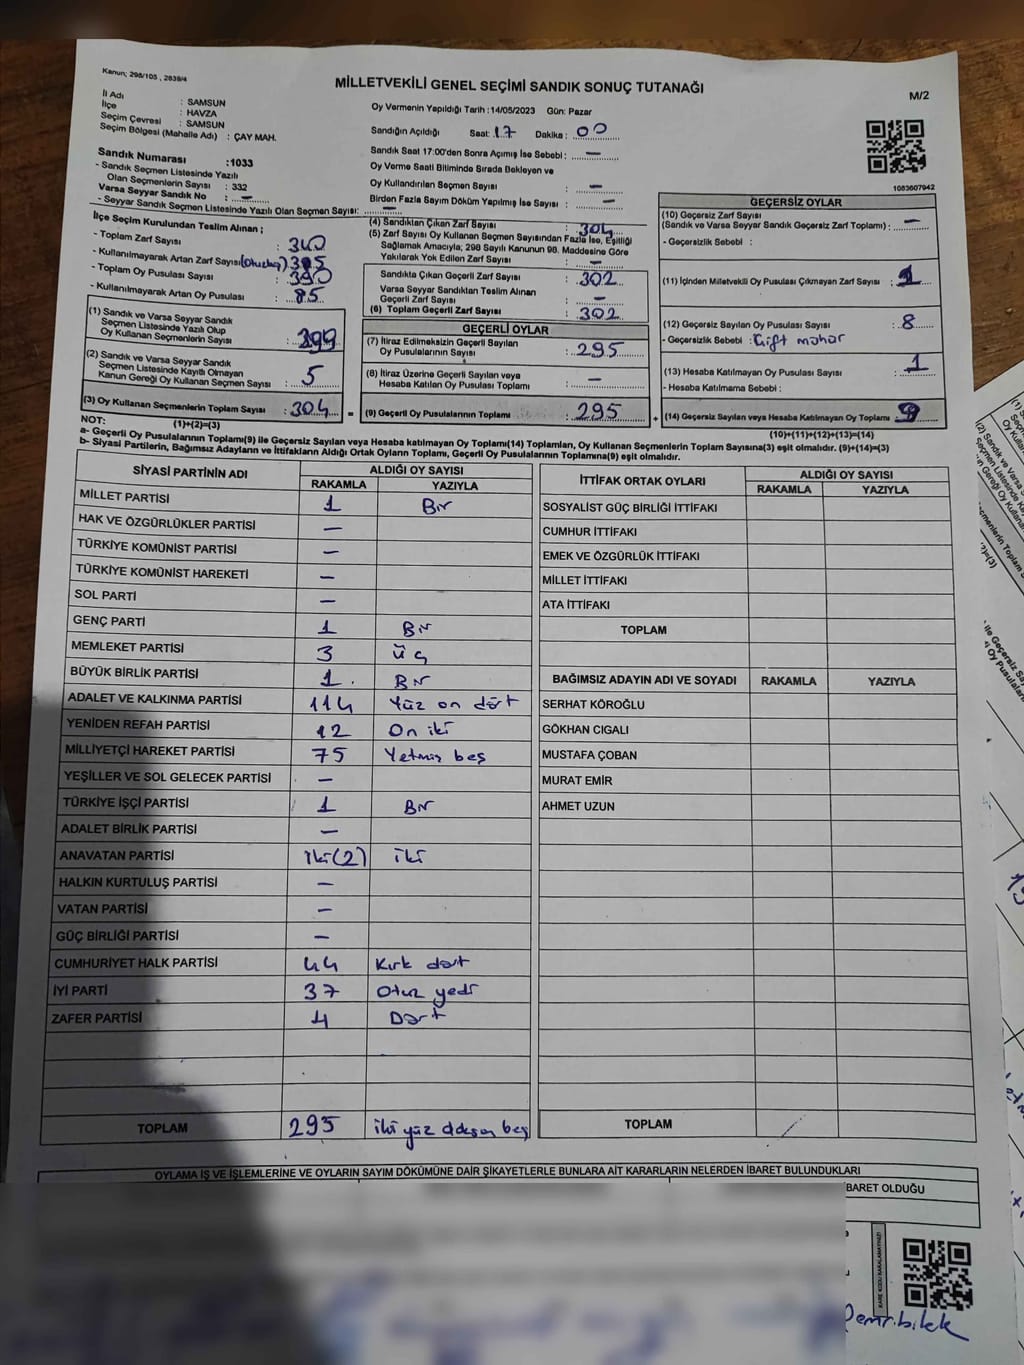 Kanun; 298/105, 2839/4
MİLLETVEKİLİ GENEL SEÇİMİ SANDIK SONUÇ TUTANAĞI
M/2
İl Adı : SAMSUN
İlçe : HAVZA
Seçim Çevresi : SAMSUN
Seçim Bölgesi (Mahalle Adı) : ÇAY MAH.
Sandık Numarası :1033
- Sandık Seçmen Listesinde Yazılı
Olan Seçmenlerin Sayısı : 332
Varsa Seyyar Sandık No : —
- Seyyar Sandık Seçmen Listesinde Yazılı Olan Seçmen Sayısı: —
İlçe Seçim Kurulundan Teslim Alınan ;
- Toplam Zarf Sayısı : 340
- Kullanılmayarak Artan Zarf Sayısı
- Toplam Oy Pusulası Sayısı : 390
- Kullanılmayarak Artan Oy Pusulası : 85
(1) Sandık ve Varsa Seyyar Sandık
Seçmen Listesinde Yazılı Olup
Oy Kullanan Seçmenlerin Sayısı : 299
(2) Sandık ve Varsa Seyyar Sandık
Seçmen Listesinde Kayıtlı Olmayan
Kanun Gereği Oy Kullanan Seçmen Sayısı : 5
(3) Oy Kullanan Seçmenlerin Toplam Sayısı : 304
(1)+(2)=(3)
Oy Vermenin Yapıldığı Tarih :14/05/2023 Gün: Pazar
Sandığın Açıldığı Saat: 17 Dakika : 00
Sandık Saat 17:00'den Sonra Açımış İse Sebebi : —
Oy Verme Saati Bitiminde Sırada Bekleyen ve
Oy Kullandırılan Seçmen Sayısı : —
Birden Fazla Sayım Döküm Yapılmış İse Sayısı : —
(4) Sandıktan Çıkan Zarf Sayısı : 304
(5) Zarf Sayısı Oy Kullanan Seçmen Sayısından Fazla İse, Eşitliği
Sağlamak Amacıyla; 298 Sayılı Kanunun 98. Maddesine Göre
Yakılarak Yok Edilen Zarf Sayısı : —
Sandıkta Çıkan Geçerli Zarf Sayısı : 302
Varsa Seyyar Sandıktan Teslim Alınan
Geçerli Zarf Sayısı : —
(6) Toplam Geçerli Zarf Sayısı : 302
GEÇERLİ OYLAR
(7) İtiraz Edilmeksizin Geçerli Sayılan
Oy Pusulalarının Sayısı : 295
(8) İtiraz Üzerine Geçerli Sayılan veya
Hesaba Katılan Oy Pusulası Toplamı : —
(9) Geçerli Oy Pusulalarının Toplamı : 295
1083607942
GEÇERSİZ OYLAR
(10) Geçersiz Zarf Sayısı
(Sandık ve Varsa Seyyar Sandık Geçersiz Zarf Toplamı) : —
- Geçersizlik Sebebi :
(11) İçinden Milletvekili Oy Pusulası Çıkmayan Zarf Sayısı : 1
(12) Geçersiz Sayılan Oy Pusulası Sayısı : 8
- Geçersizlik Sebebi : Çift mühür
(13) Hesaba Katılmayan Oy Pusulası Sayısı : 1
- Hesaba Katılmama Sebebi :
(14) Geçersiz Sayılan veya Hesaba Katılmayan Oy Toplamı : 9
(10)+(11)+(12)+(13)=(14)
NOT:
a- Geçerli Oy Pusulalarının Toplamı(9) ile Geçersiz Sayılan veya Hesaba katılmayan Oy Toplamı(14) Toplamları, Oy Kullanan Seçmenlerin Toplam Sayısına(3) eşit olmalıdır. (9)+(14)=(3)
b- Siyasi Partilerin, Bağımsız Adayların ve İttifakların Aldığı Ortak Oyların Toplamı, Geçerli Oy Pusulalarının Toplamına(9) eşit olmalıdır.
SİYASİ PARTİNİN ADI ALDIĞI OY SAYISI
RAKAMLA YAZIYLA
MİLLET PARTİSİ 1 Bir
HAK VE ÖZGÜRLÜKLER PARTİSİ —
TÜRKİYE KOMÜNİST PARTİSİ —
TÜRKİYE KOMÜNİST HAREKETİ —
SOL PARTİ —
GENÇ PARTİ 1 Bir
MEMLEKET PARTİSİ 3 üç
BÜYÜK BİRLİK PARTİSİ 1. Bir
ADALET VE KALKINMA PARTİSİ 114 Yüz on dört
YENİDEN REFAH PARTİSİ 12 On iki
MİLLİYETÇİ HAREKET PARTİSİ 75 Yetmiş beş
YEŞİLLER VE SOL GELECEK PARTİSİ —
TÜRKİYE İŞÇİ PARTİSİ 1 Bir
ADALET BİRLİK PARTİSİ —
ANAVATAN PARTİSİ iki(2) iki
HALKIN KURTULUŞ PARTİSİ —
VATAN PARTİSİ —
GÜÇ BİRLİĞİ PARTİSİ —
CUMHURİYET HALK PARTİSİ 44 Kırk dört
İYİ PARTİ 37 Otuz yedi
ZAFER PARTİSİ 4 Dört
TOPLAM 295 iki yüz doksan beş
İTTİFAK ORTAK OYLARI ALDIĞI OY SAYISI
RAKAMLA YAZIYLA
SOSYALİST GÜÇ BİRLİĞİ İTTİFAKI
CUMHUR İTTİFAKI
EMEK VE ÖZGÜRLÜK İTTİFAKI
MİLLET İTTİFAKI
ATA İTTİFAKI
TOPLAM
BAĞIMSIZ ADAYIN ADI VE SOYADI RAKAMLA YAZIYLA
SERHAT KÖROĞLU
GÖKHAN CIGALI
MUSTAFA ÇOBAN
MURAT EMİR
AHMET UZUN
TOPLAM
OYLAMA İŞ VE İŞLEMLERİNE VE OYLARIN SAYIM DÖKÜMÜNE DAİR ŞİKAYETLERLE BUNLARA AİT KARARLARIN NELERDEN İBARET BULUNDUKLARI
BARET OLDUĞU
KARE KODU KARALAMAYINIZ!